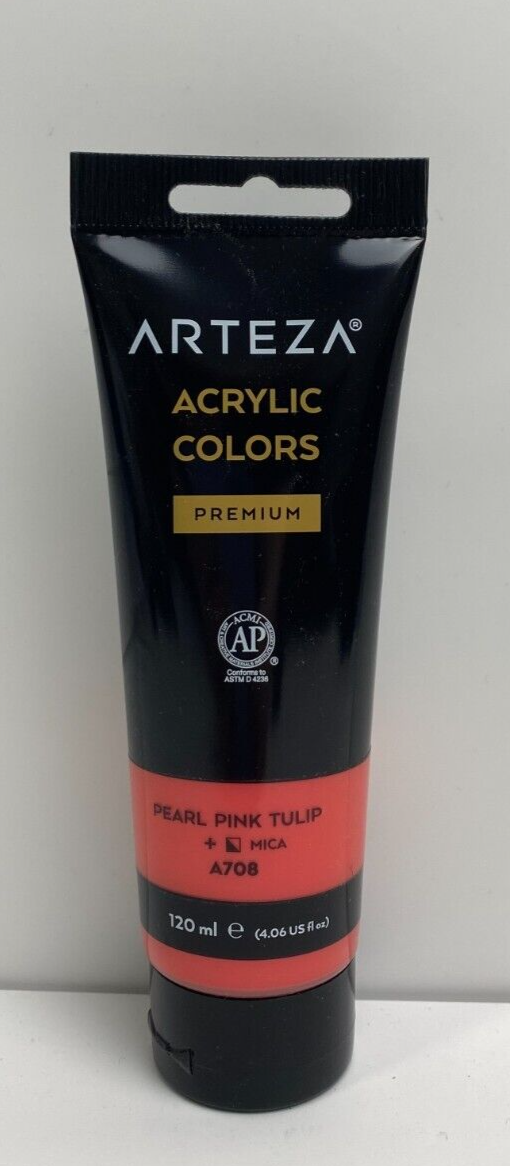 ARTEZA®
ACRYLIC
COLORS
PREMIUM
ACMI
AP
®
Conforms to
ASTM D 4236
PEARL PINK TULIP
+ MICA
A708
120 ml e (4.06 US fl oz)